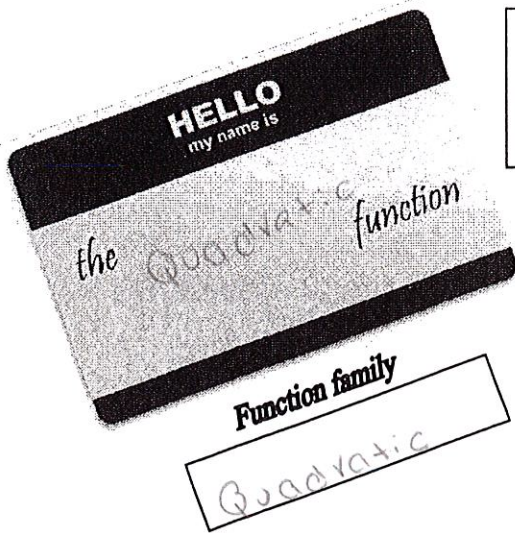 HELLO
my name is
the Quadratic function
Function family
Quadratic